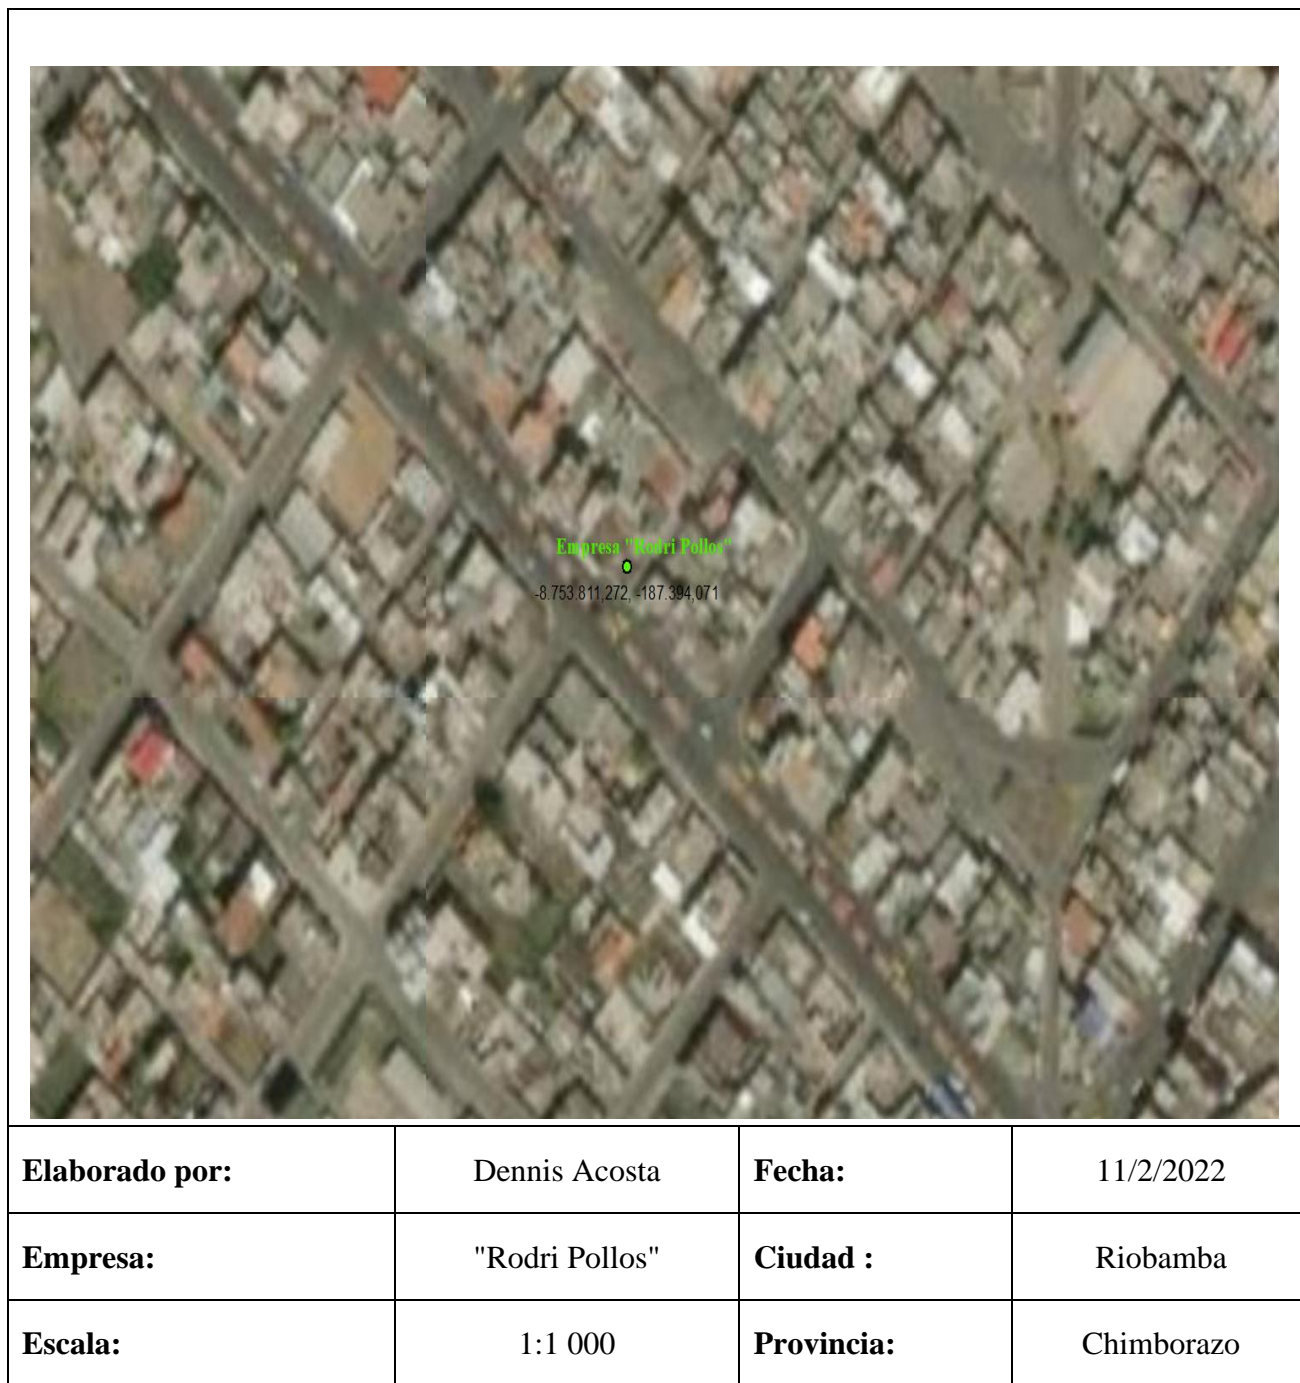 Empresa "Rodri Pollos"
-8.753.811,272, -187.394,071
Elaborado por: Dennis Acosta Fecha: 11/2/2022
Empresa: "Rodri Pollos" Ciudad : Riobamba
Escala: 1:1 000 Provincia: Chimborazo